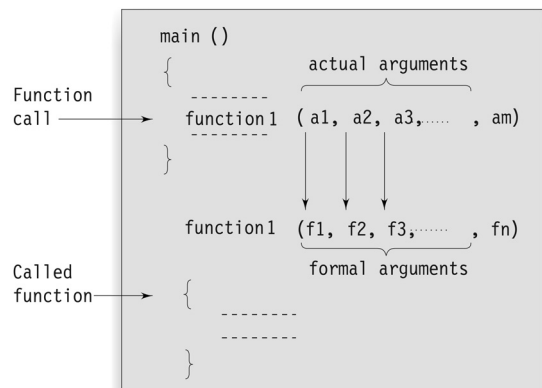 main ()
{
actual arguments
Function
call
function1 (a1, a2, a3,...... , am)
}
function1 (f1, f2, f3,....... , fn)
formal arguments
Called
function
{
}